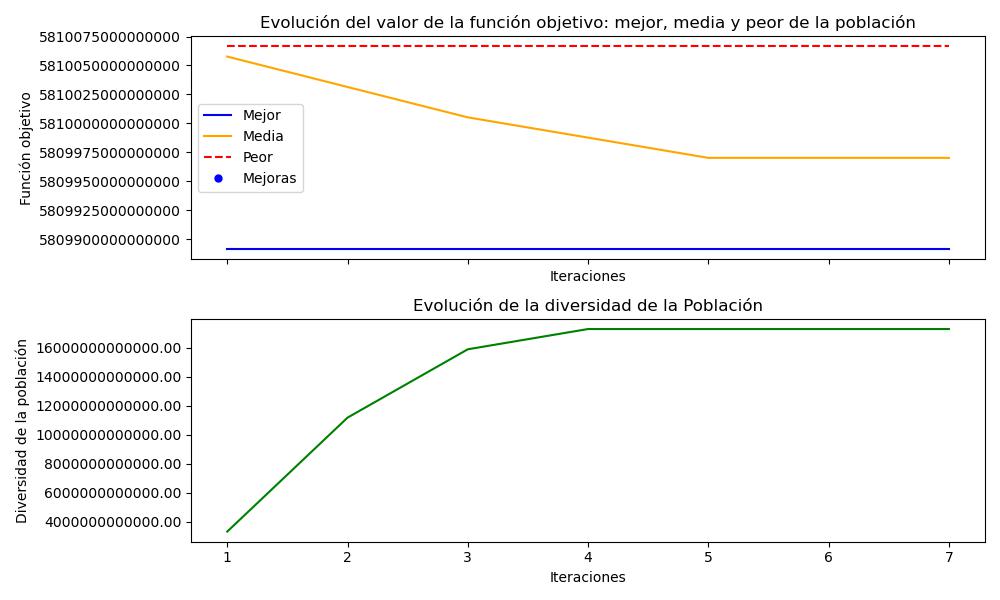 Evolución del valor de la función objetivo: mejor, media y peor de la población
Función objetivo
5810075000000000
5810050000000000
5810025000000000
5810000000000000
5809975000000000
5809950000000000
5809925000000000
5809900000000000
Mejor
Media
Peor
Mejoras
Iteraciones
Evolución de la diversidad de la Población
Diversidad de la población
16000000000000.00
14000000000000.00
12000000000000.00
10000000000000.00
8000000000000.00
6000000000000.00
4000000000000.00
1 2 3 4 5 6 7
Iteraciones